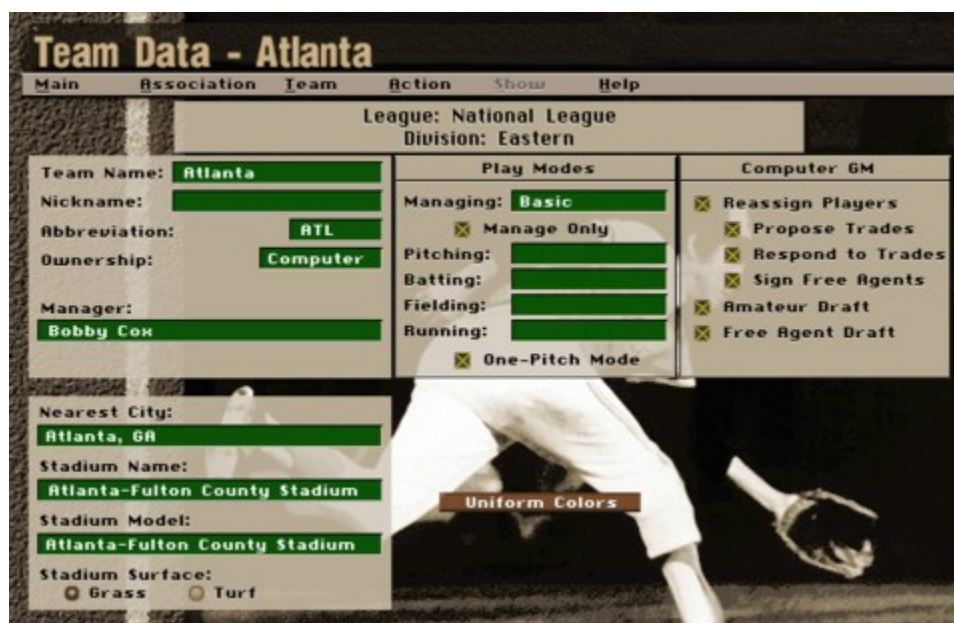 Team Data - Atlanta
Main Association Team Action Show Help
League: National League
Division: Eastern
Team Name: Atlanta
Nickname:
Abbreviation: ATL
Ownership: Computer
Manager:
Bobby Cox
Play Modes
Managing: Basic
Manage Only
Pitching:
Batting:
Fielding:
Running:
One-Pitch Mode
Computer GM
Reassign Players
Propose Trades
Respond to Trades
Sign Free Agents
Amateur Draft
Free Agent Draft
Nearest City:
Atlanta, GA
Stadium Name:
Atlanta-Fulton County Stadium
Stadium Model:
Atlanta-Fulton County Stadium
Stadium Surface:
Grass Turf
Uniform Colors